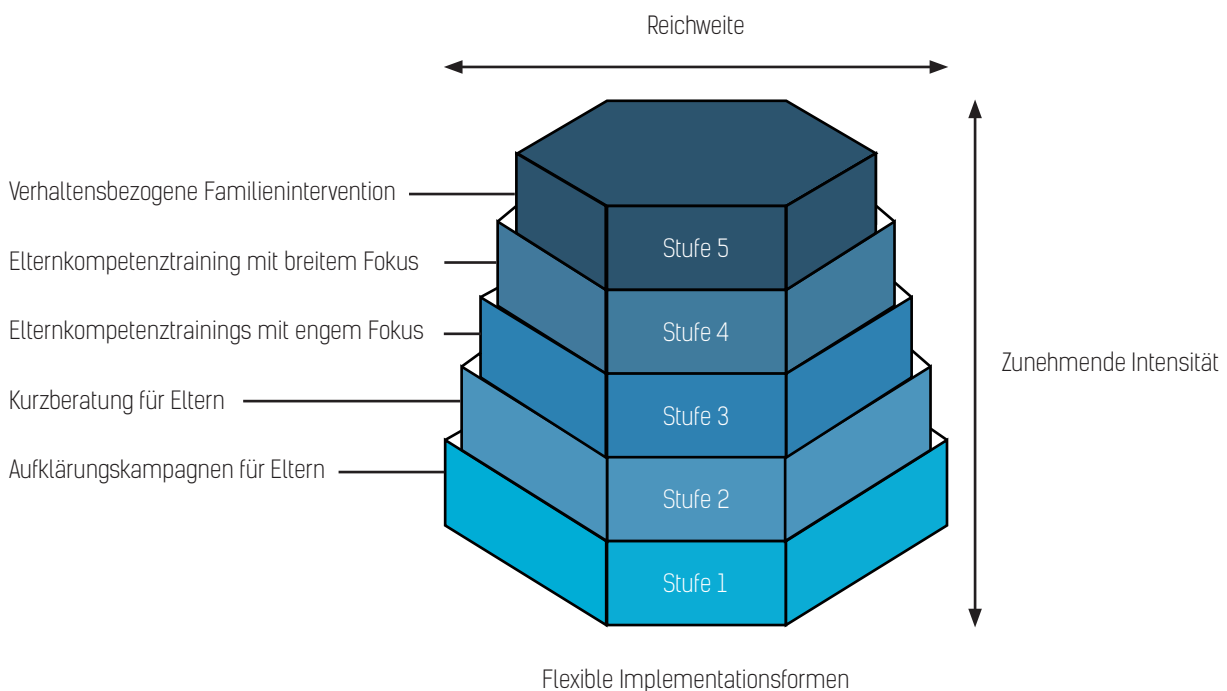 Reichweite
Verhaltensbezogene Familienintervention
Stufe 5
Elternkompetenztraining mit breitem Fokus
Stufe 4
Elternkompetenztrainings mit engem Fokus
Zunehmende Intensität
Kurzberatung für Eltern
Stufe 3
Aufklärungskampagnen für Eltern
Stufe 2
Stufe 1
Flexible Implementationsformen